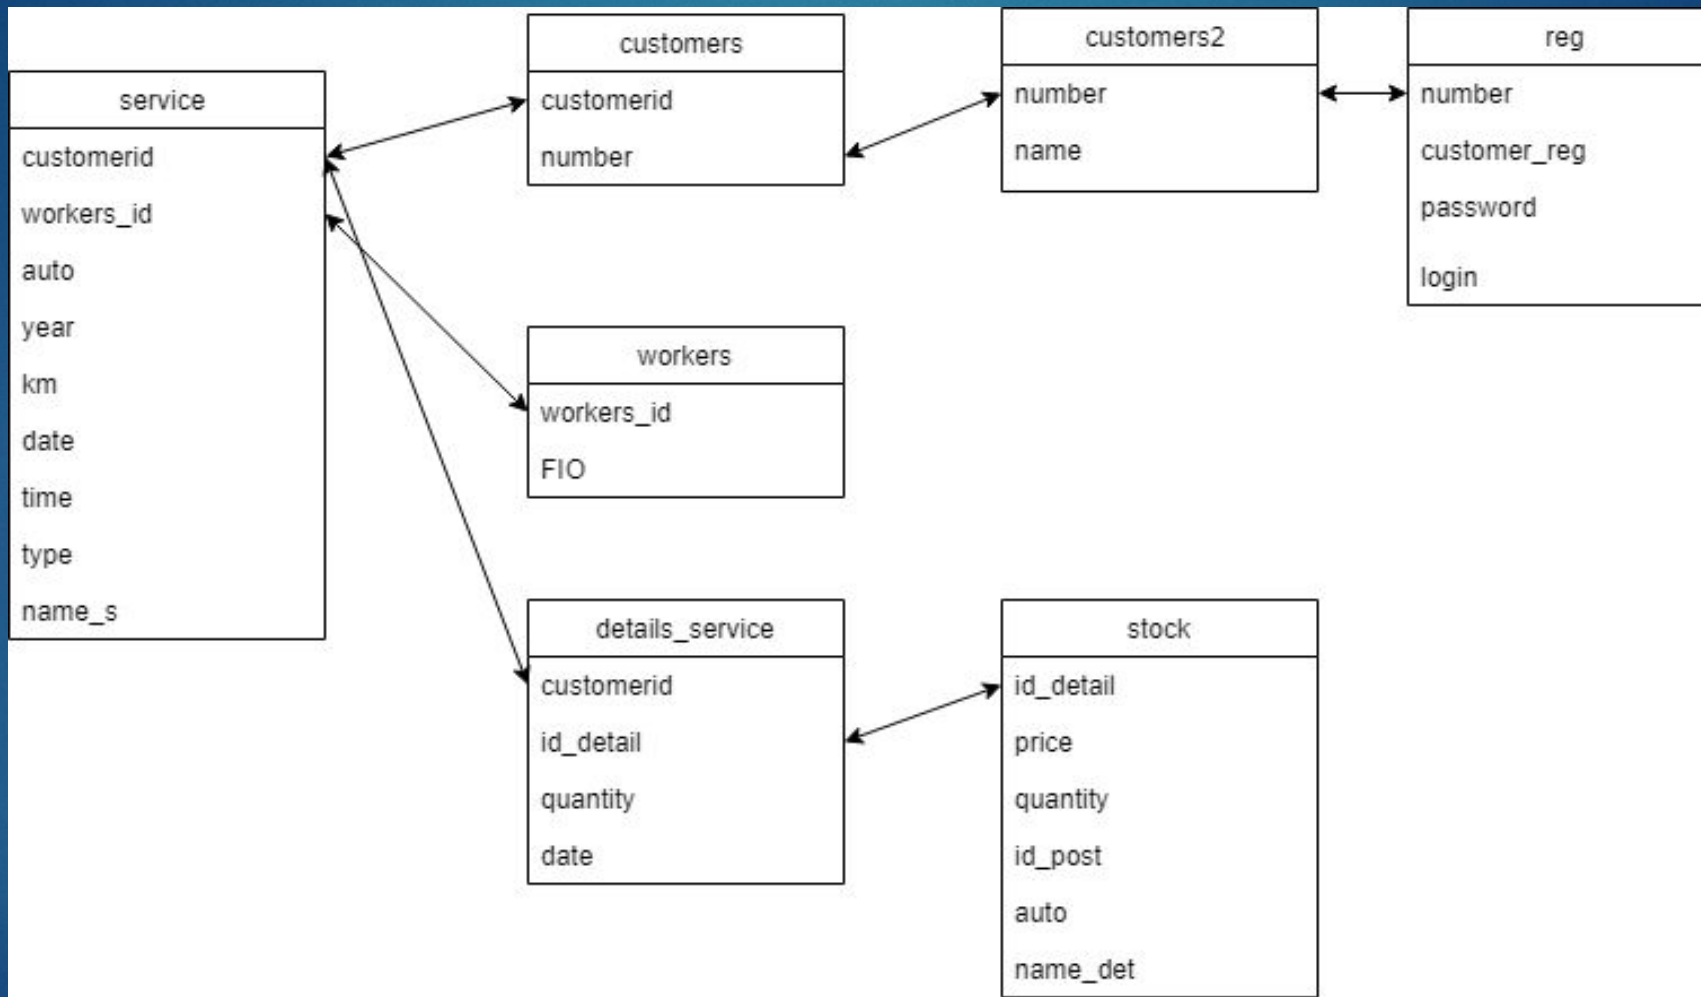 service
customerid
workers_id
auto
year
km
date
time
type
name_s
customers
customerid
number
customers2
number
name
reg
number
customer_reg
password
login
workers
workers_id
FIO
details_service
customerid
id_detail
quantity
date
stock
id_detail
price
quantity
id_post
auto
name_det